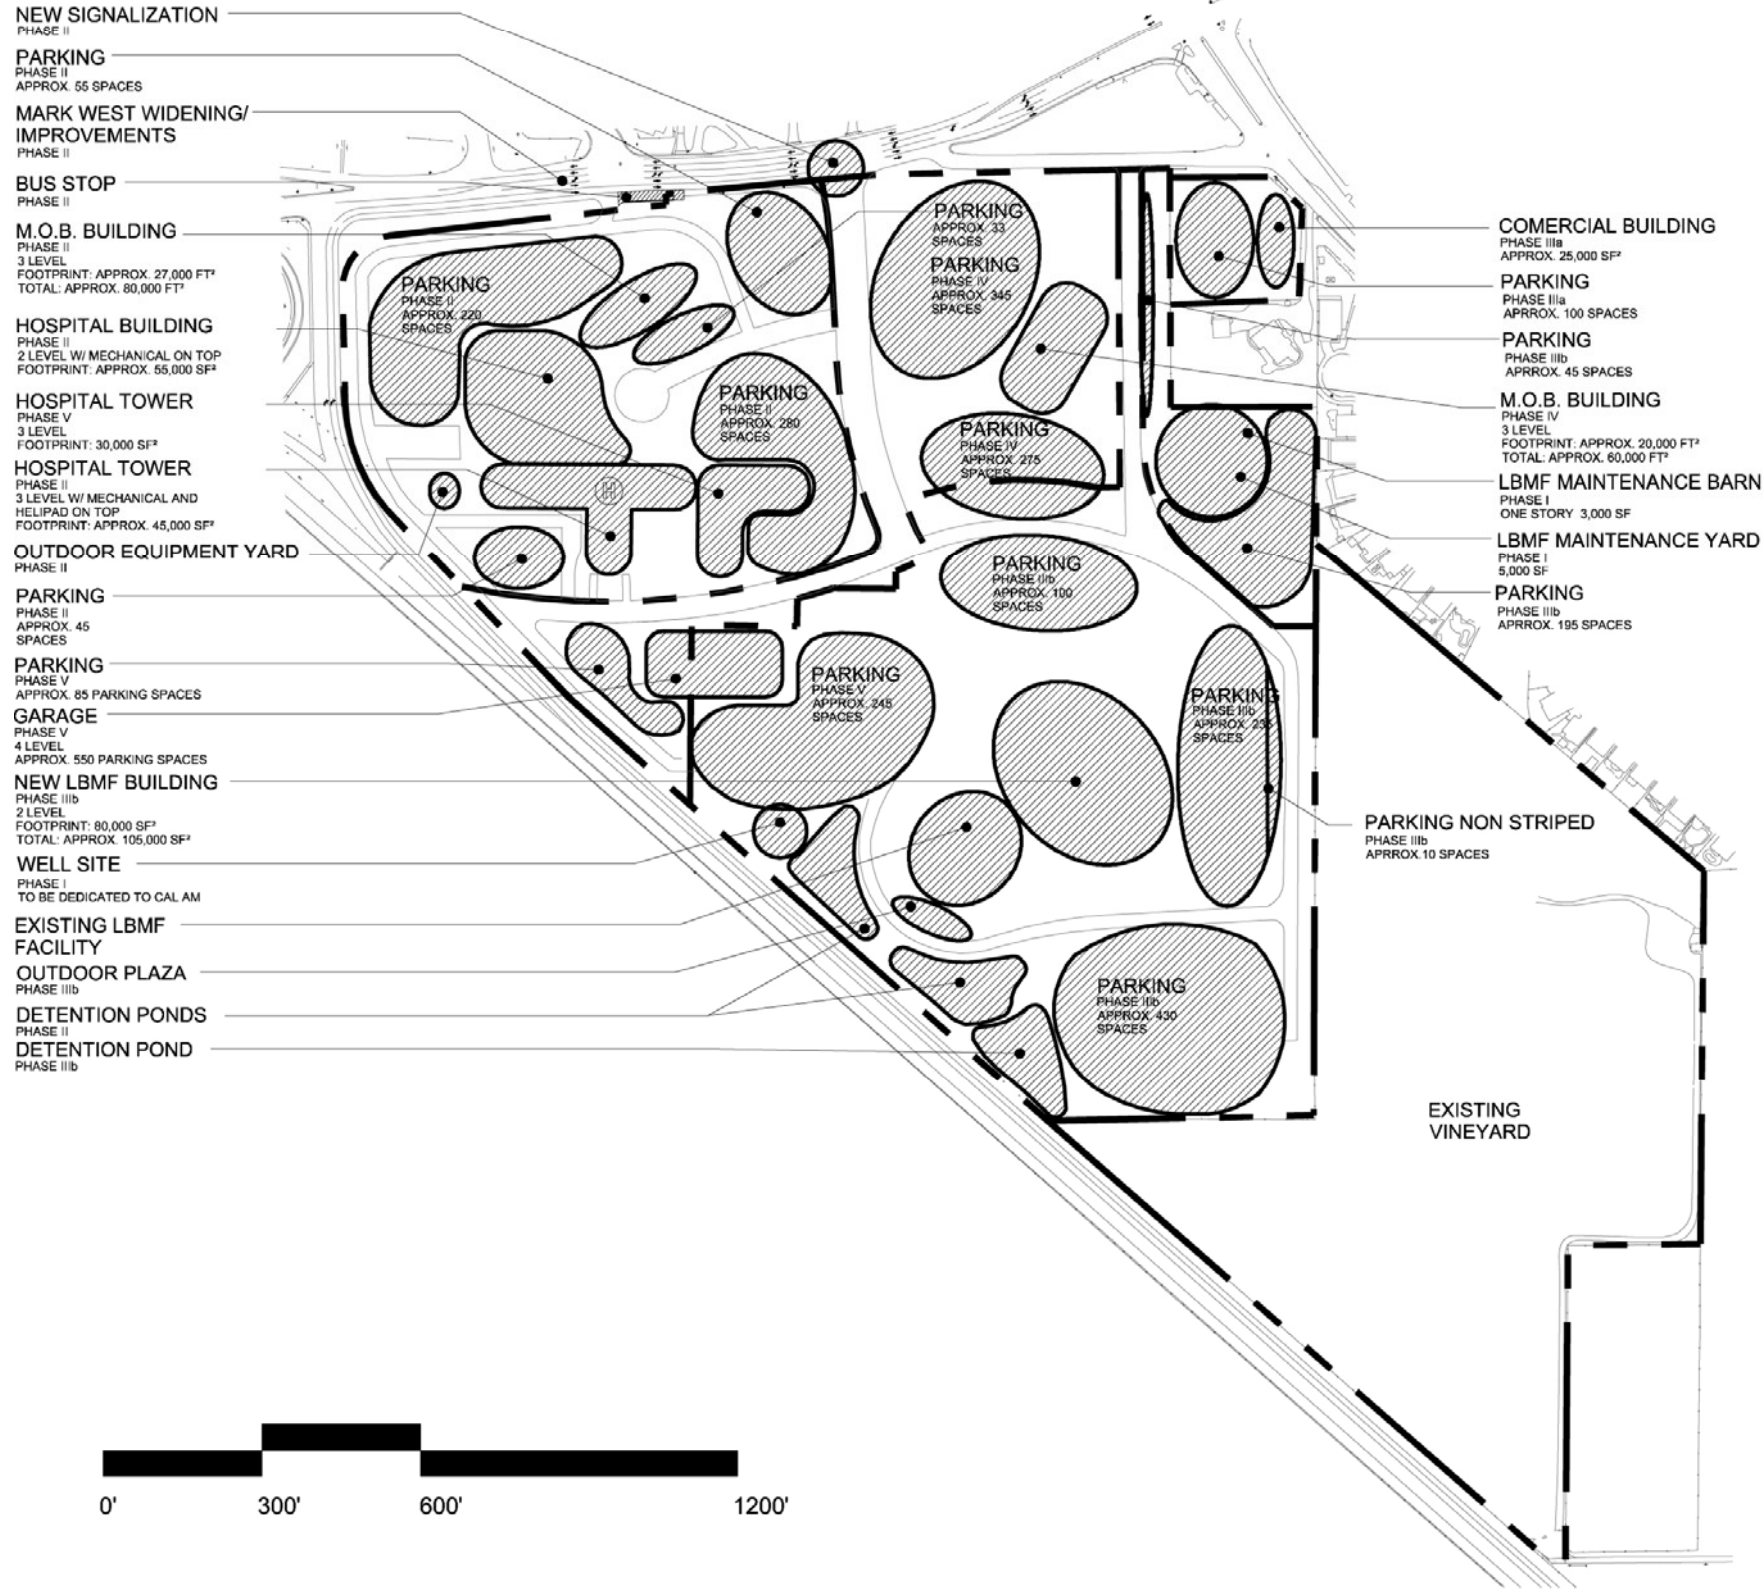 NEW SIGNALIZATION
PHASE II
PARKING
PHASE II
APPROX. 55 SPACES
MARK WEST WIDENING/
IMPROVEMENTS
PHASE II
BUS STOP
PHASE II
M.O.B. BUILDING
PHASE II
3 LEVEL
FOOTPRINT: APPROX. 27,000 FT²
TOTAL: APPROX. 80,000 FT²
HOSPITAL BUILDING
PHASE II
2 LEVEL W/ MECHANICAL ON TOP
FOOTPRINT: APPROX. 55,000 SF²
HOSPITAL TOWER
PHASE V
3 LEVEL
FOOTPRINT: 30,000 SF²
HOSPITAL TOWER
PHASE II
3 LEVEL W/ MECHANICAL AND
HELIPAD ON TOP
FOOTPRINT: APPROX. 45,000 SF²
OUTDOOR EQUIPMENT YARD
PHASE II
PARKING
PHASE II
APPROX. 45
SPACES
PARKING
PHASE V
APPROX. 85 PARKING SPACES
GARAGE
PHASE V
4 LEVEL
APPROX. 550 PARKING SPACES
NEW LBMF BUILDING
PHASE IIIb
2 LEVEL
FOOTPRINT: 80,000 SF²
TOTAL: APPROX. 105,000 SF²
WELL SITE
PHASE I
TO BE DEDICATED TO CAL AM
EXISTING LBMF
FACILITY
OUTDOOR PLAZA
PHASE IIIb
DETENTION PONDS
PHASE II
DETENTION POND
PHASE IIIb
PARKING
PHASE II
APPROX. 220
SPACES
PARKING
APPROX. 33
SPACES
PARKING
PHASE IV
APPROX. 345
SPACES
PARKING
PHASE II
APPROX. 280
SPACES
PARKING
PHASE IV
APPROX. 275
SPACES
H
PARKING
PHASE IIIb
APPROX. 100
SPACES
PARKING
PHASE V
APPROX. 245
SPACES
PARKING
PHASE IIIb
APPROX. 235
SPACES
PARKING
PHASE IIIb
APPROX. 430
SPACES
COMERCIAL BUILDING
PHASE IIIa
APPROX. 25,000 SF²
PARKING
PHASE IIIa
APRROX. 100 SPACES
PARKING
PHASE IIIb
APRROX. 45 SPACES
M.O.B. BUILDING
PHASE IV
3 LEVEL
FOOTPRINT: APPROX. 20,000 FT²
TOTAL: APPROX. 60,000 FT²
LBMF MAINTENANCE BARN
PHASE I
ONE STORY 3,000 SF
LBMF MAINTENANCE YARD
PHASE I
5,000 SF
PARKING
PHASE IIIb
APRROX. 195 SPACES
PARKING NON STRIPED
PHASE IIIb
APRROX.10 SPACES
EXISTING
VINEYARD
0' 300' 600' 1200'